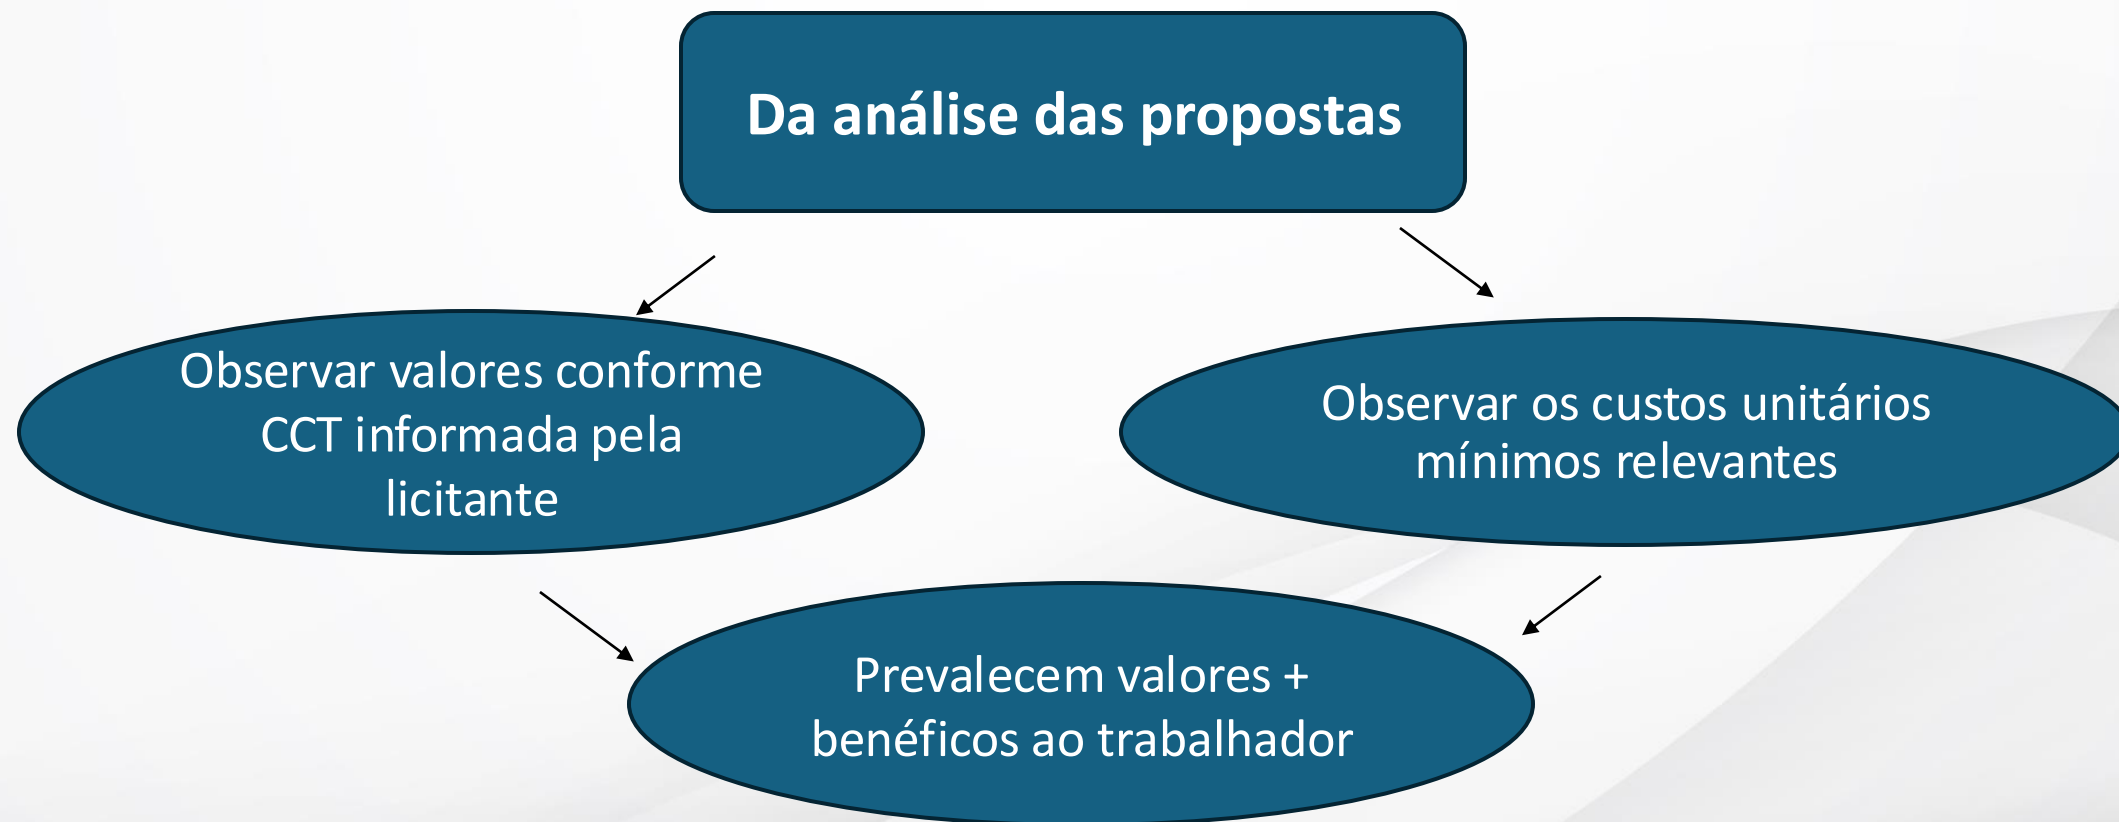 Da análise das propostas
Observar valores conforme
CCT informada pela
licitante
Observar os custos unitários
mínimos relevantes
Prevalecem valores +
benéficos ao trabalhador